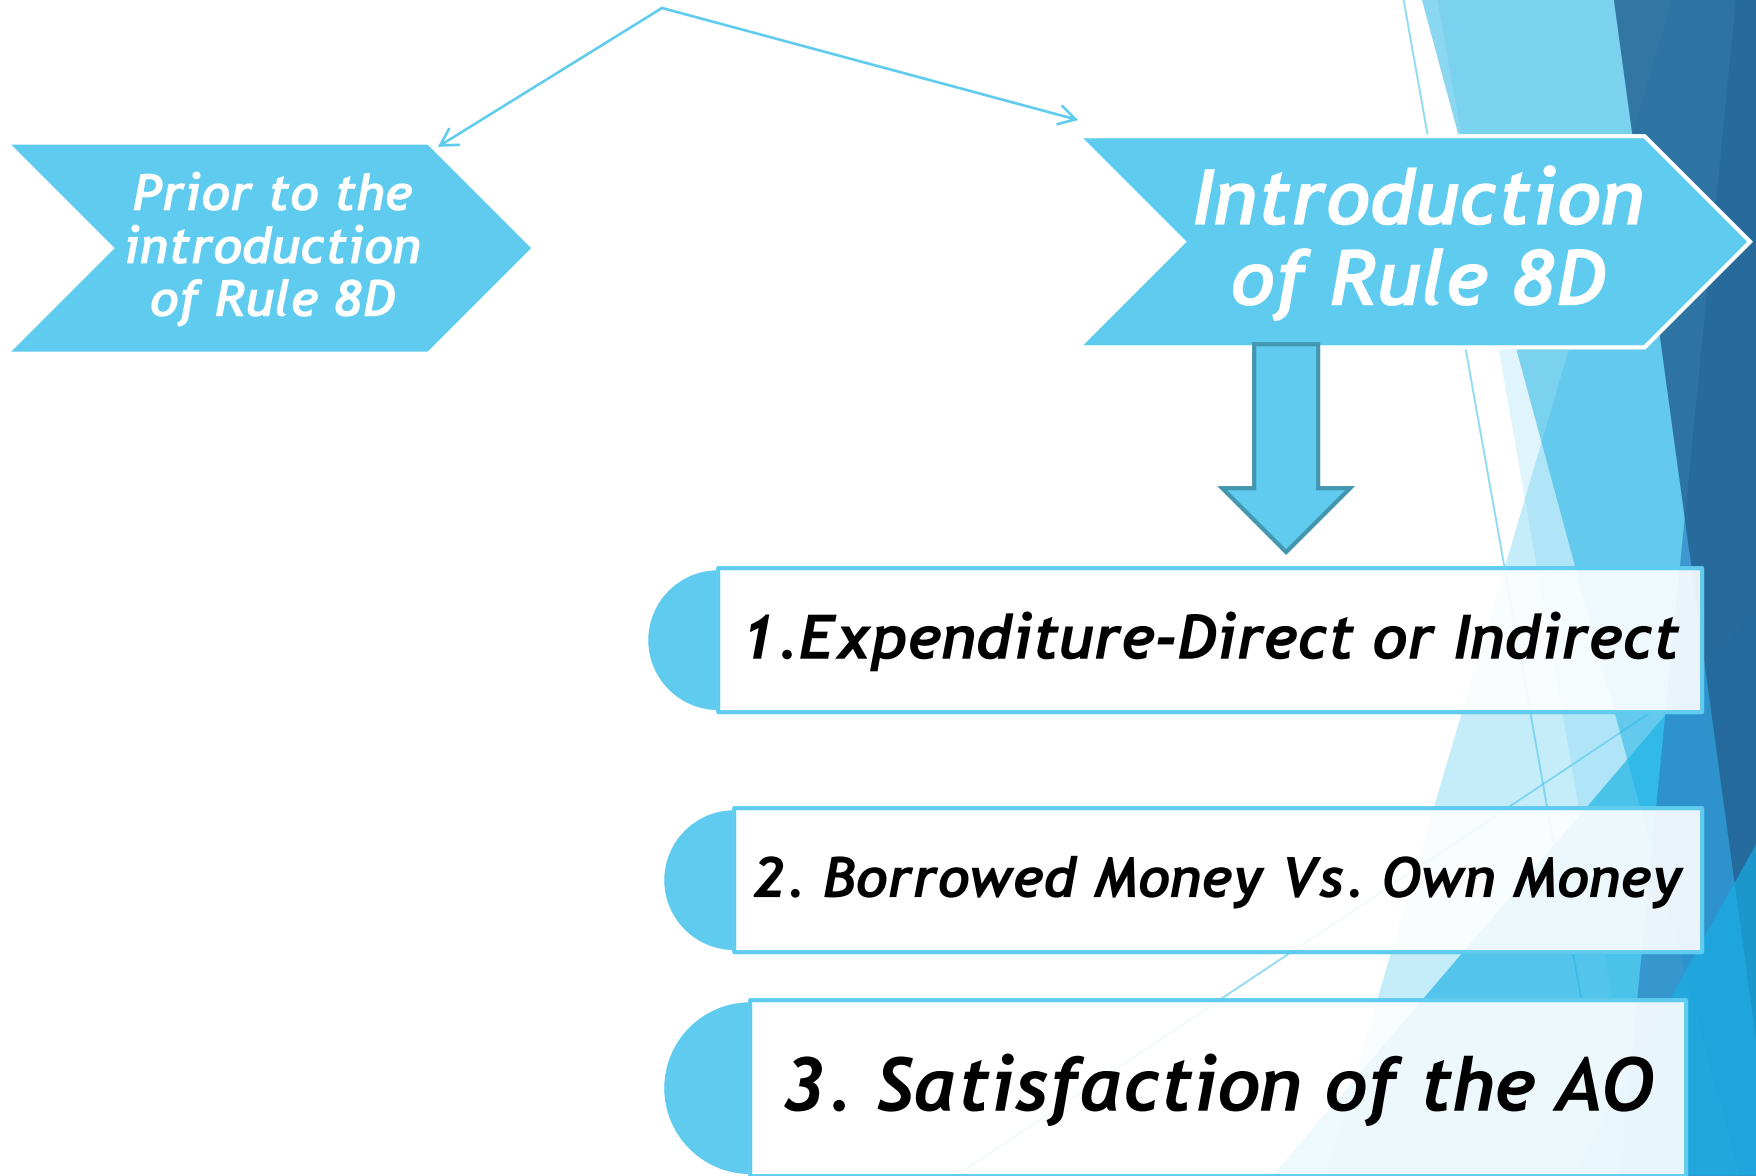 Prior to the
introduction
of Rule 8D
Introduction
of Rule 8D
1.Expenditure-Direct or Indirect
2. Borrowed Money Vs. Own Money
3. Satisfaction of the AO